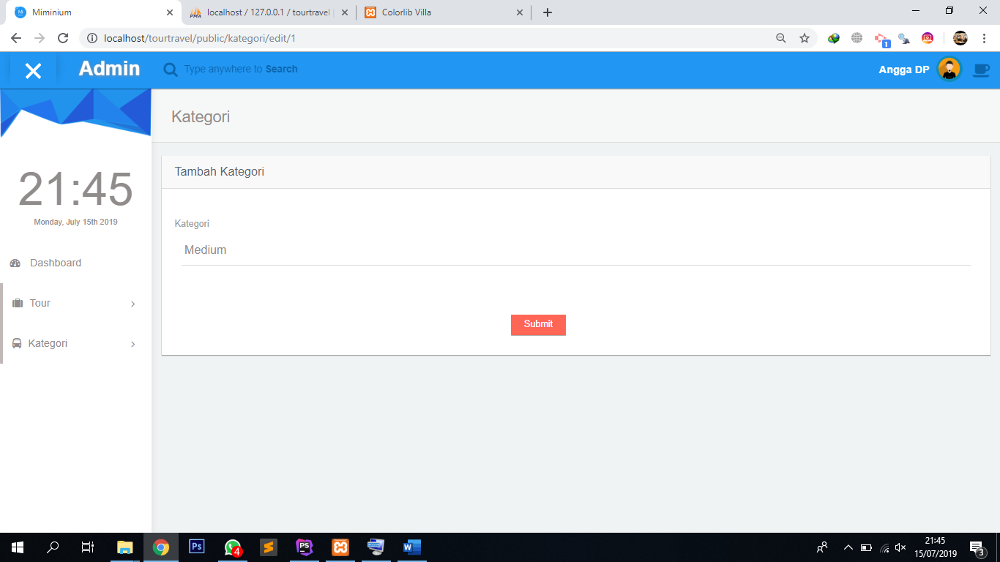 Miminium
localhost / 127.0.0.1 / tourtravel
Colorlib Villa
localhost/tourtravel/public/kategori/edit/1
1
Admin
Type anywhere to Search
Angga DP
Kategori
21:45
Monday, July 15th 2019
Dashboard
Tour
Kategori
Tambah Kategori
Kategori
Medium
Submit
4
21:45
15/07/2019
3